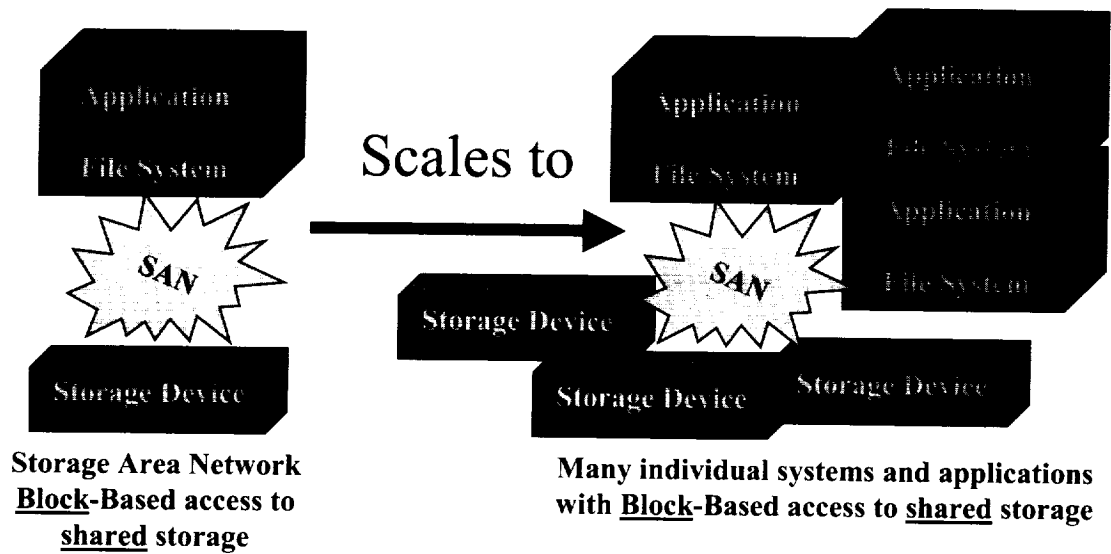 Application
File System
SAN
Storage Device
Storage Area Network
Block-Based access to
shared storage
Scales to
Application
File System
Application
File System
Application
File System
SAN
Storage Device
Storage Device
Storage Device
Many individual systems and applications
with Block-Based access to shared storage